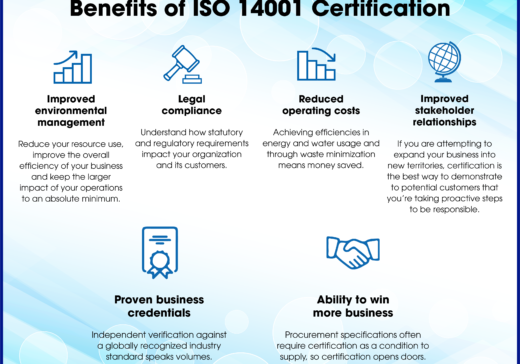 Benefits of ISO 14001 Certification
Improved
environmental
management
Reduce your resource use,
improve the overall
efficiency of your business
and keep the larger
impact of your operations
to an absolute minimum.
Legal
compliance
Understand how statutory
and regulatory requirements
impact your organization
and its customers.
Reduced
operating costs
Achieving efficiencies in
energy and water usage and
through waste minimization
means money saved.
Improved
stakeholder
relationships
If you are attempting to
expand your business into
new territories, certification is
the best way to demonstrate
to potential customers that
you're taking proactive steps
to be responsible.
Proven business
credentials
Independent verification against
a globally recognized industry
standard speaks volumes.
Ability to win
more business
Procurement specifications often
require certification as a condition to
supply, so certification opens doors.